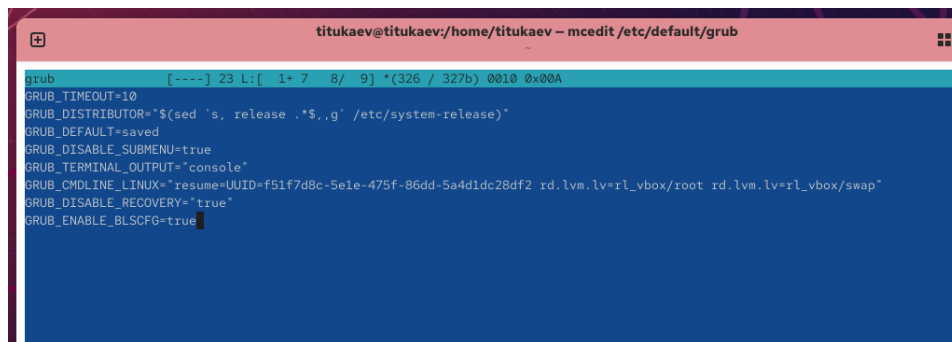 titukaev@titukaev:/home/titukaev — mcedit /etc/default/grub
~
grub [----] 23 L:[ 1+ 7 8/ 9] *(326 / 327b) 0010 0x00A
GRUB_TIMEOUT=10
GRUB_DISTRIBUTOR="$(sed `s, release .*$,,g' /etc/system-release)"
GRUB_DEFAULT=saved
GRUB_DISABLE_SUBMENU=true
GRUB_TERMINAL_OUTPUT="console"
GRUB_CMDLINE_LINUX="resume=UUID=f51f7d8c-5e1e-475f-86dd-5a4d1dc28df2 rd.lvm.lv=rl_vbox/root rd.lvm.lv=rl_vbox/swap"
GRUB_DISABLE_RECOVERY="true"
GRUB_ENABLE_BLSCFG=true